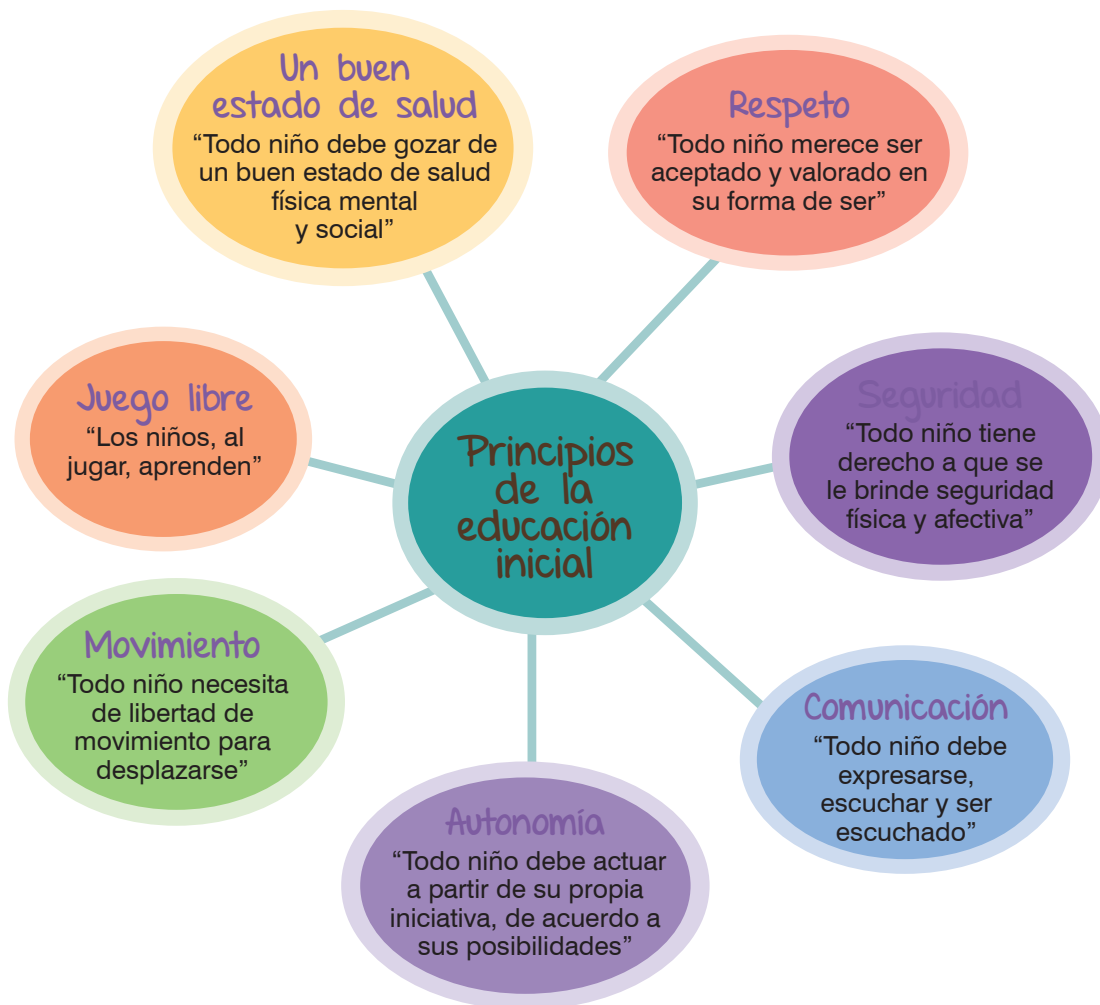 Un buen
estado de salud
“Todo niño debe gozar de
un buen estado de salud
física mental
y social”
Respeto
“Todo niño merece ser
aceptado y valorado en
su forma de ser”
Juego libre
“Los niños, al
jugar, aprenden”
Principios
de la
educación
inicial
Seguridad
“Todo niño tiene
derecho a que se
le brinde seguridad
física y afectiva”
Movimiento
“Todo niño necesita
de libertad de
movimiento para
desplazarse”
Comunicación
“Todo niño debe
expresarse,
escuchar y ser
escuchado”
Autonomía
“Todo niño debe actuar
a partir de su propia
iniciativa, de acuerdo a
sus posibilidades”